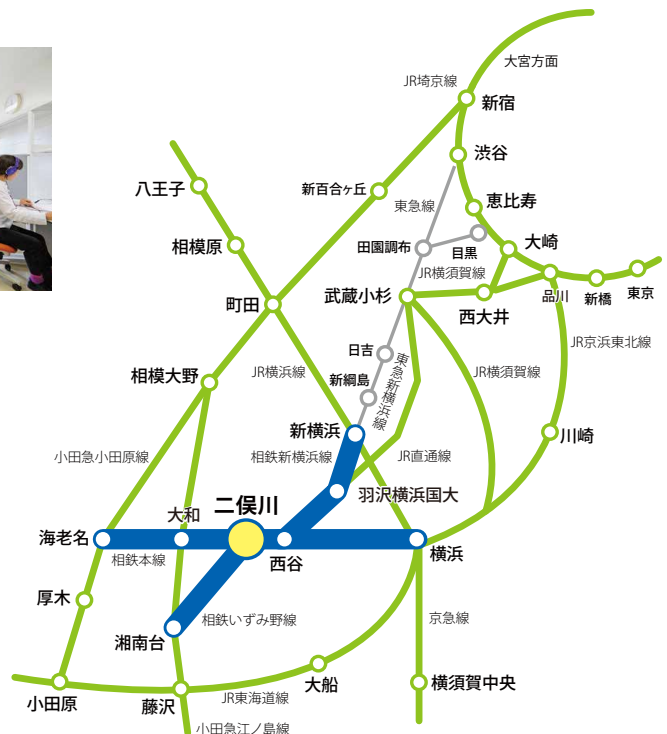 大宮方面
JR埼京線
新宿
渋谷
八王子
新百合ヶ丘
恵比寿
東急線
相模原
田園調布
目黒
大崎
JR横須賀線
町田
武蔵小杉
西大井
品川
新橋
東京
日吉
JR京浜東北線
相模大野
JR横浜線
新綱島
東急新横浜線
JR横須賀線
新横浜
川崎
小田急小田原線
相鉄新横浜線
JR直通線
羽沢横浜国大
二俣川
大和
海老名
西谷
横浜
相鉄本線
厚木
相鉄いずみ野線
京急線
湘南台
大船
横須賀中央
小田原
藤沢
JR東海道線
小田急江ノ島線